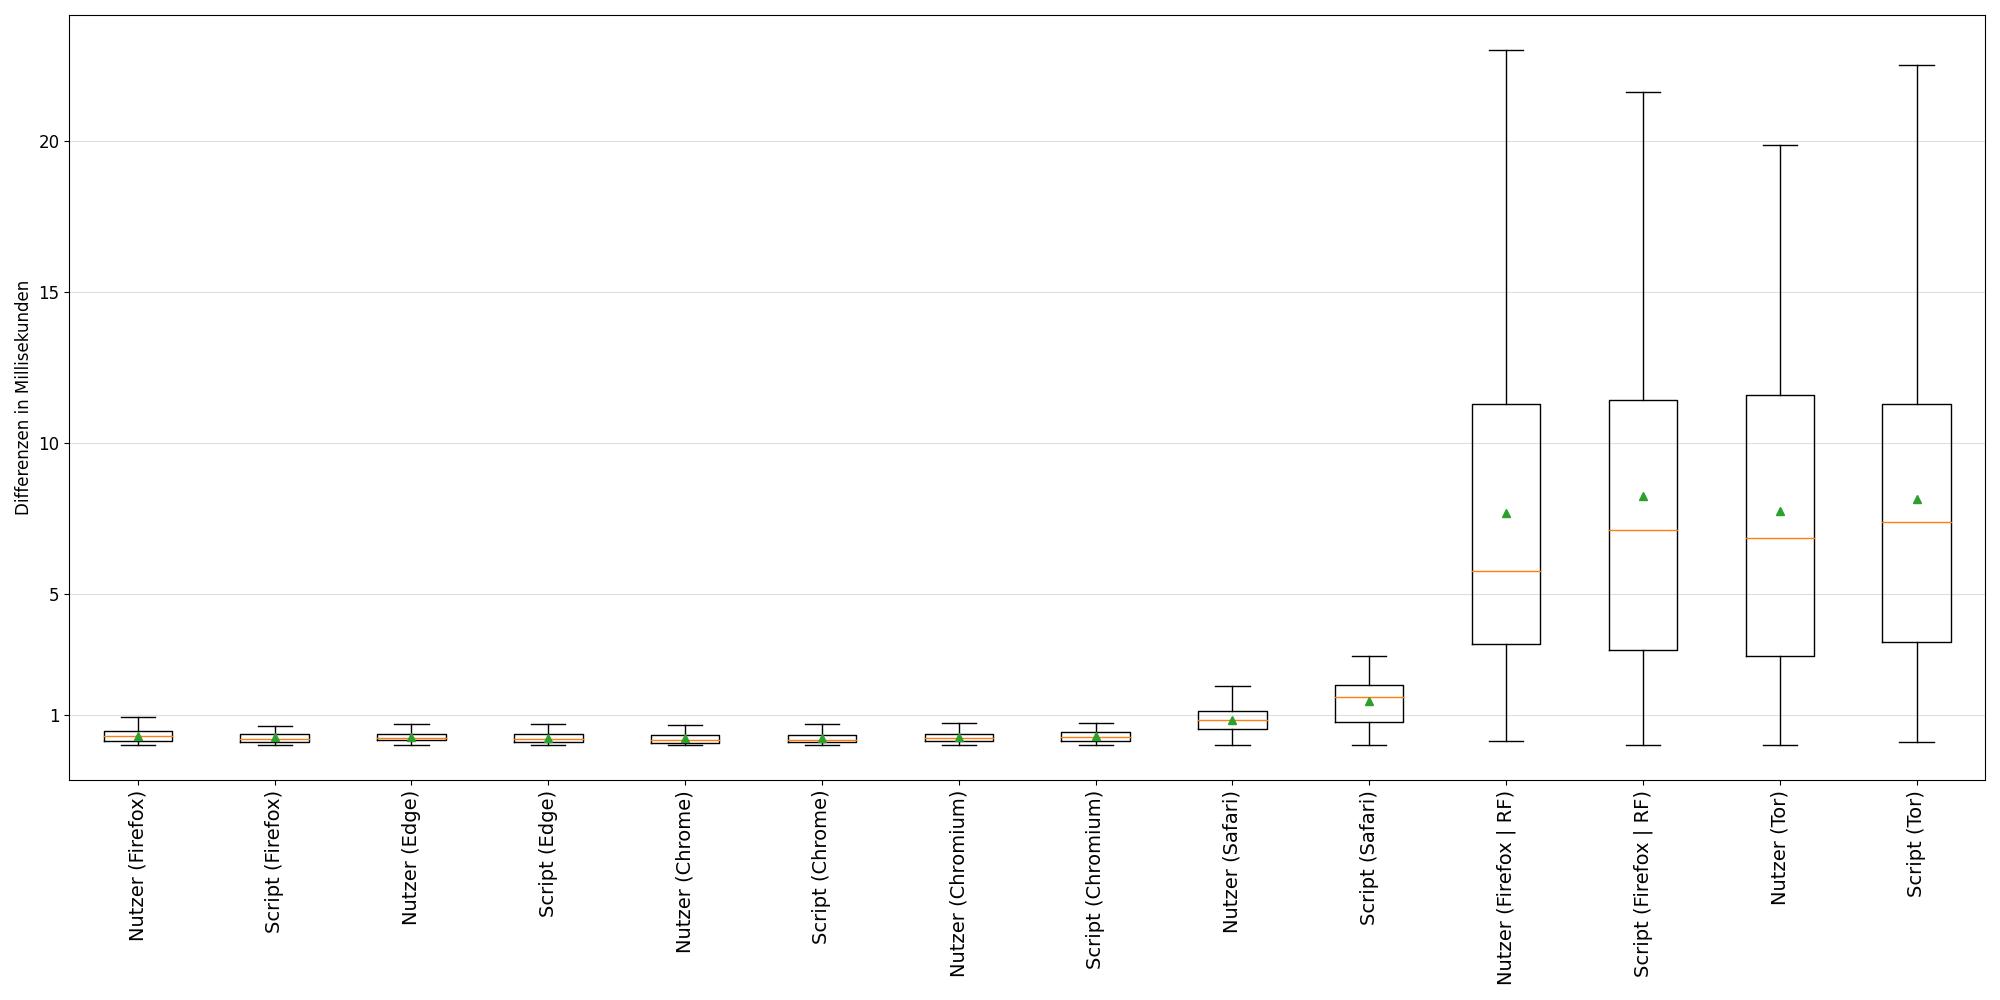 Differenzen in Millisekunden
20
15
10
5
1
Nutzer (Firefox)
Script (Firefox)
Nutzer (Edge)
Script (Edge)
Nutzer (Chrome)
Script (Chrome)
Nutzer (Chromium)
Script (Chromium)
Nutzer (Safari)
Script (Safari)
Nutzer (Firefox | RF)
Script (Firefox | RF)
Nutzer (Tor)
Script (Tor)